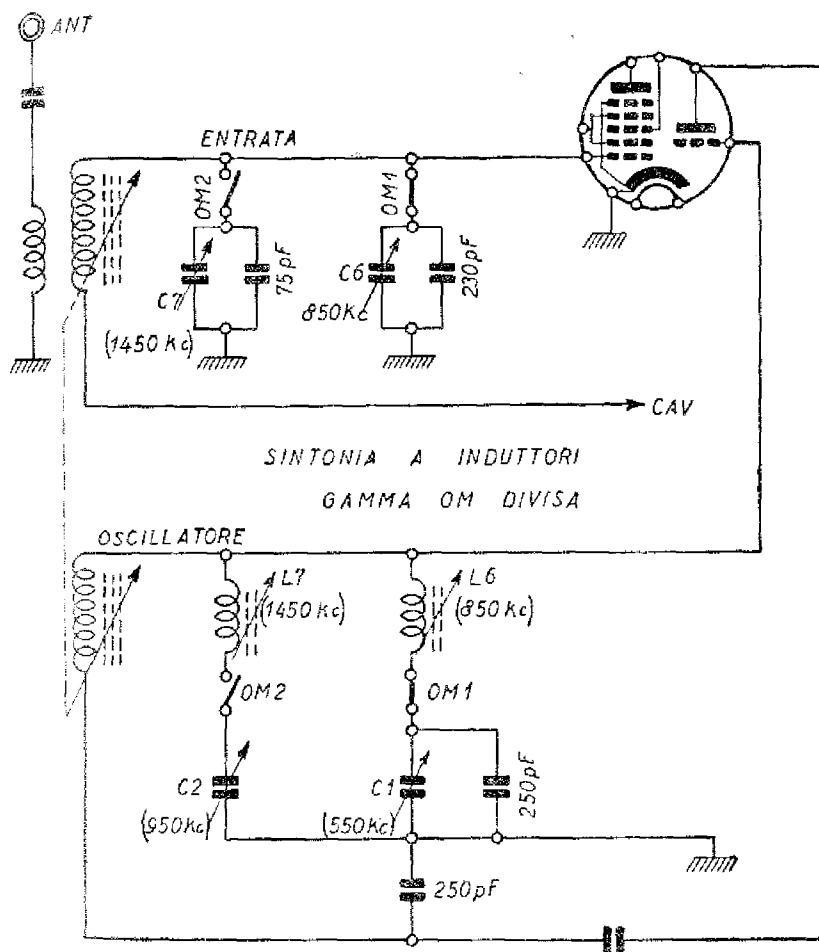 ANT
ENTRATA
OM2
OM1
C7
75pF
C6
230pF
(1450 Kc)
850Kc
CAV
SINTONIA A INDUTTORI
GAMMA OM DIVISA
OSCILLATORE
L7
(1450 Kc)
L6
(850 Kc)
OM2
OM1
C2
C1
250pF
(950Kc)
(550Kc)
250pF